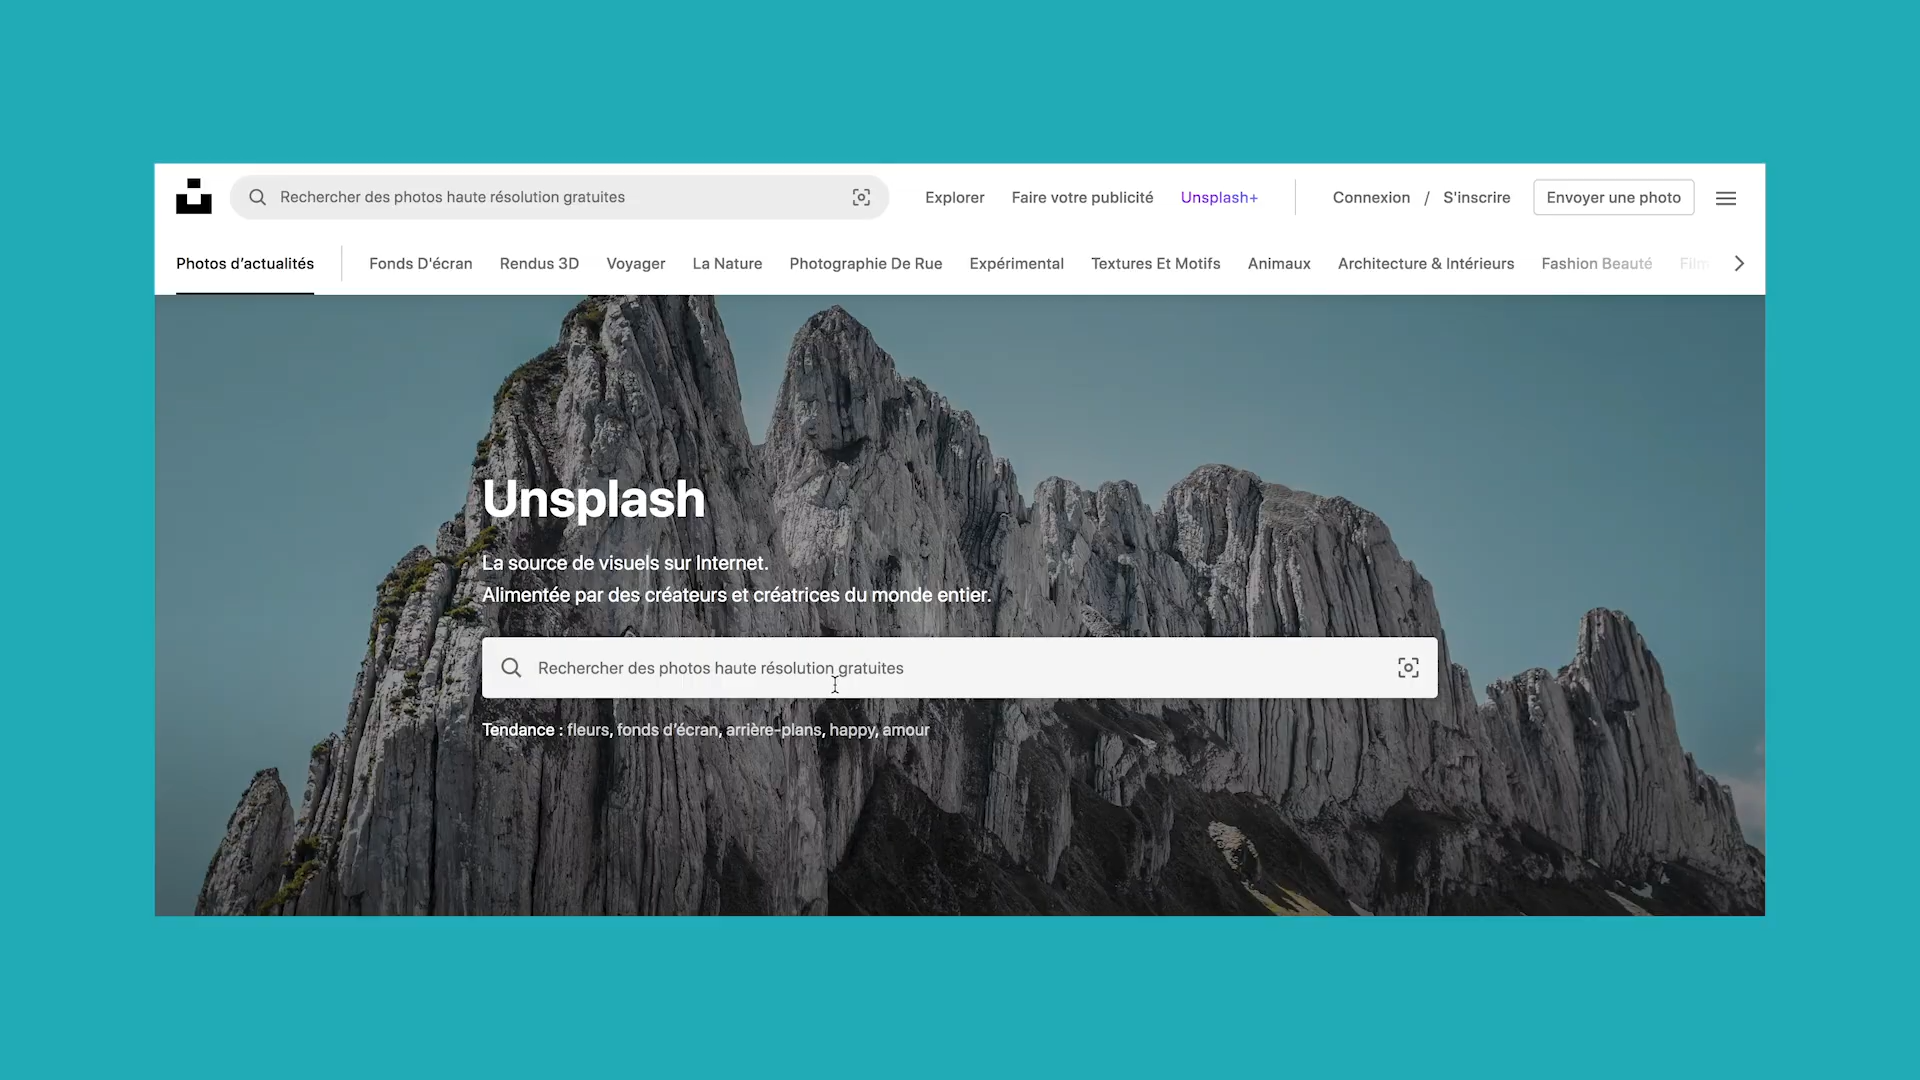 Rechercher des photos haute résolution gratuites
Explorer
Faire votre publicité
Unsplash+
Connexion / S'inscrire
Envoyer une photo
Photos d’actualités
Fonds D'écran
Rendus 3D
Voyager
La Nature
Photographie De Rue
Expérimental
Textures Et Motifs
Animaux
Architecture & Intérieurs
Fashion Beauté
Film
Unsplash
La source de visuels sur Internet.
Alimentée par des créateurs et créatrices du monde entier.
Rechercher des photos haute résolution gratuites
Tendance : fleurs, fonds d’écran, arrière-plans, happy, amour